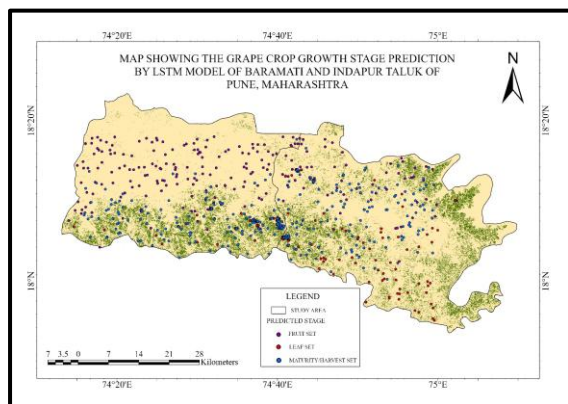 74°20'E 74°40'E 75°E
MAP SHOWING THE GRAPE CROP GROWTH STAGE PREDICTION
BY LSTM MODEL OF BARAMATI AND INDAPUR TALUK OF
PUNE, MAHARASHTRA
N
18°20'N 18°20'N
18°N 18°N
LEGEND
STUDY AREA
PREDICTED STAGE
FRUIT SET
LEAF SET
MATURITY/HARVEST SET
7 3.5 0 7 14 21 28
Kilometers
74°20'E 74°40'E 75°E